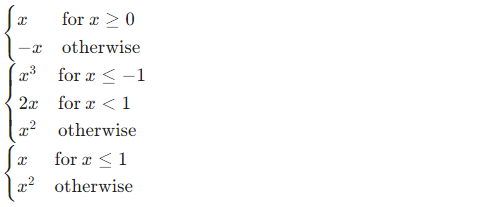 x for x ≥ 0
−x otherwise
x³ for x ≤ −1
2x for x < 1
x² otherwise
x for x ≤ 1
x² otherwise